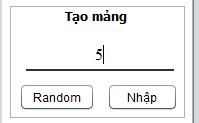 Tạo mảng
5
Random Nhập